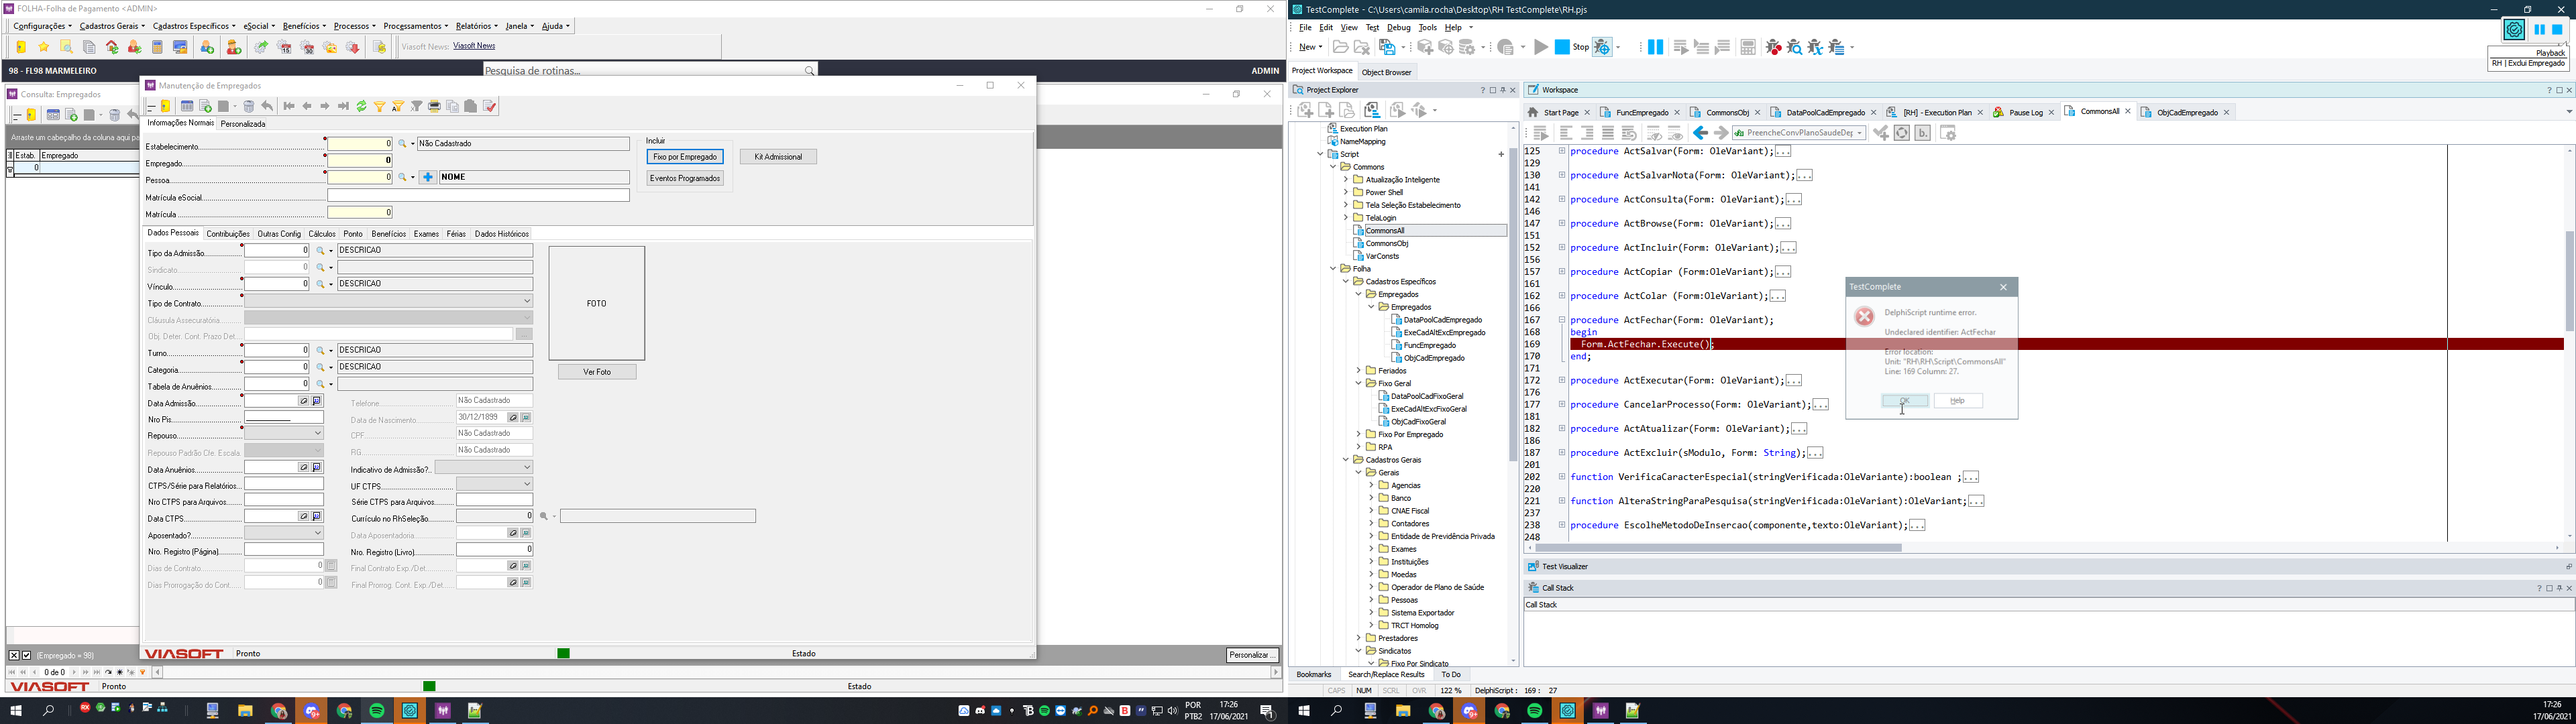 FOLHA-Folha de Pagamento <ADMIN>
Configurações Cadastros Gerais Cadastros Específicos eSocial Benefícios Processos Processamentos Relatórios Janela Ajuda
Viasoft News: Viasoft News
98 - FL98 MARMELEIRO
Pesquisa de rotinas...
ADMIN
Consulta: Empregados
Arraste um cabeçalho da coluna aqui pa
Estab. Empregado
0
Manutenção de Empregados
Informações Normais Personalizada
Estabelecimento 0 Não Cadastrado
Empregado 0
Pessoa 0 NOME
Matrícula eSocial
Matrícula 0
Incluir
Fixo por Empregado
Kit Admissional
Eventos Programados
Dados Pessoais Contribuições Outras Config Cálculos Ponto Benefícios Exames Férias Dados Históricos
Tipo da Admissão 0 DESCRICAO
Sindicato 0
Vínculo 0 DESCRICAO
Tipo de Contrato
Cláusula Assecuratória
Obj. Deter. Cont. Prazo Det. ...
Turno 0 DESCRICAO
Categoria 0 DESCRICAO
Tabela de Anuênios 0
FOTO
Ver Foto
Data Admissão
Telefone Não Cadastrado
Nro Pis
Data de Nascimento 30/12/1899
Repouso
CPF Não Cadastrado
Repouso Padrão Cfe. Escala
RG Não Cadastrado
Data Anuênios
Indicativo de Admissão?
CTPS/Série para Relatórios
UF CTPS
Nro CTPS para Arquivos
Série CTPS para Arquivos
Data CTPS
Currículo no RhSeleção 0
Aposentado?
Data Aposentadoria
Nro. Registro (Página)
Nro. Registro (Livro) 0
Dias de Contrato 0
Final Contrato Exp./Det
Dias Prorrogação do Cont 0
Final Prorrog. Cont. Exp./Det
VIASOFT Pronto Estado
(Empregado = 98)
Personalizar ...
0 de 0
VIASOFT Pronto Estado
POR
PTB2
17:26
17/06/2021
TestComplete - C:\Users\camila.rocha\Desktop\RH TestComplete\RH.pjs
File Edit View Test Debug Tools Help
New
Stop
Playback
RH | Exclui Empregado
Project Workspace Object Browser
Project Explorer
Execution Plan
NameMapping
Script
Commons
Atualização Inteligente
Power Shell
Tela Seleção Estabelecimento
TelaLogin
CommonsAll
CommonsObj
VarConsts
Folha
Cadastros Específicos
Empregados
Empregados
DataPoolCadEmpregado
ExeCadAltExcEmpregado
FuncEmpregado
ObjCadEmpregado
Feriados
Fixo Geral
DataPoolCadFixoGeral
ExeCadAltExcFixoGeral
ObjCadFixoGeral
Fixo Por Empregado
RPA
Cadastros Gerais
Gerais
Agencias
Banco
CNAE Fiscal
Contadores
Entidade de Previdência Privada
Exames
Instituições
Moedas
Operador de Plano de Saúde
Pessoas
Sistema Exportador
TRCT Homolog
Prestadores
Sindicatos
Fixo Por Sindicato
Bookmarks Search/Replace Results To Do
Workspace
Start Page FuncEmpregado CommonsObj DataPoolCadEmpregado [RH] - Execution Plan Pause Log CommonsAll ObjCadEmpregado
PreencheConvPlanoSaudeDep
125 procedure ActSalvar(Form: OleVariant);...
129
130 procedure ActSalvarNota(Form: OleVariant);...
141
142 procedure ActConsulta(Form: OleVariant);...
146
147 procedure ActBrowse(Form: OleVariant);...
151
152 procedure ActIncluir(Form: OleVariant);...
156
157 procedure ActCopiar (Form:OleVariant);...
161
162 procedure ActColar (Form:OleVariant);...
166
167 procedure ActFechar(Form: OleVariant);
168 begin
169 Form.ActFechar.Execute();
170 end;
171
172 procedure ActExecutar(Form: OleVariant);...
176
177 procedure CancelarProcesso(Form: OleVariant);...
181
182 procedure ActAtualizar(Form: OleVariant);...
186
187 procedure ActExcluir(sModulo, Form: String);...
201
202 function VerificaCaracterEspecial(stringVerificada:OleVariante):boolean ;...
220
221 function AlteraStringParaPesquisa(stringVerificada:OleVariant):OleVariant;...
237
238 procedure EscolheMetodoDeInsercao(componente,texto:OleVariant);...
248
TestComplete
DelphiScript runtime error.
Undeclared identifier: ActFechar
Error location:
Unit: "RH\RH\Script\CommonsAll"
Line: 169 Column: 27.
OK Help
Test Visualizer
Call Stack
Call Stack
CAPS NUM SCRL OVR 122 % DelphiScript : 169 : 27
17:26
17/06/2021